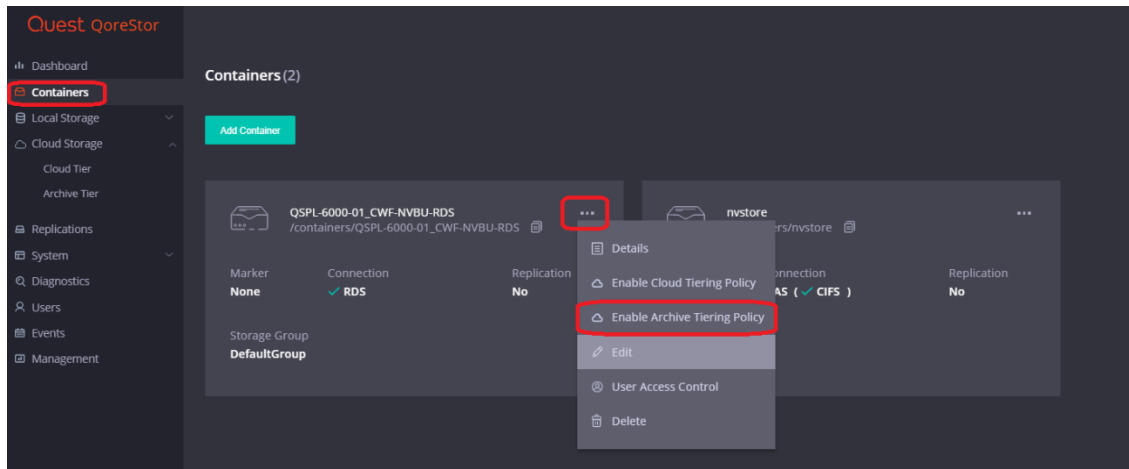 Quest QoreStor
Dashboard
Containers
Local Storage
Cloud Storage
Cloud Tier
Archive Tier
Replications
System
Diagnostics
Users
Events
Management
Containers (2)
Add Container
QSPL-6000-01_CWF-NVBU-RDS
/containers/QSPL-6000-01_CWF-NVBU-RDS
Marker Connection Replication
None RDS No
Storage Group
DefaultGroup
Details
Enable Cloud Tiering Policy
Enable Archive Tiering Policy
Edit
User Access Control
Delete
nvstore
ers/nvstore
onnection Replication
AS ( CIFS ) No